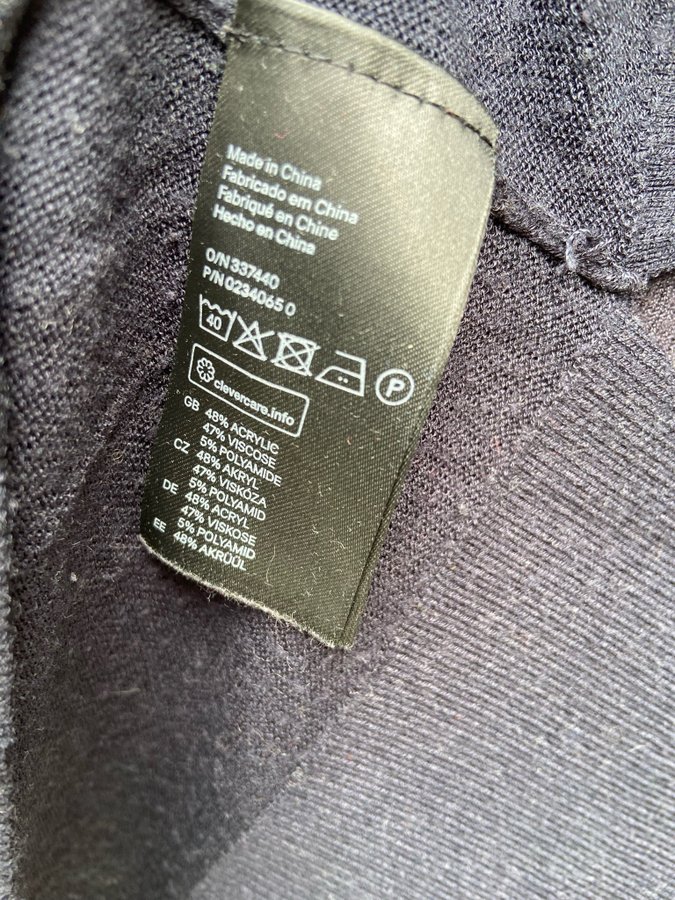 Made in China
Fabricado em China
Fabriqué en Chine
Hecho en China
O/N 337440
P/N 0234065 0
40 P
clevercare.info
GB 48% ACRYLIC
47% VISCOSE
5% POLYAMIDE
CZ 48% AKRYL
47% VISKÓZA
5% POLYAMID
DE 48% ACRYL
47% VISKOSE
5% POLYAMID
EE 48% AKRÜÜL